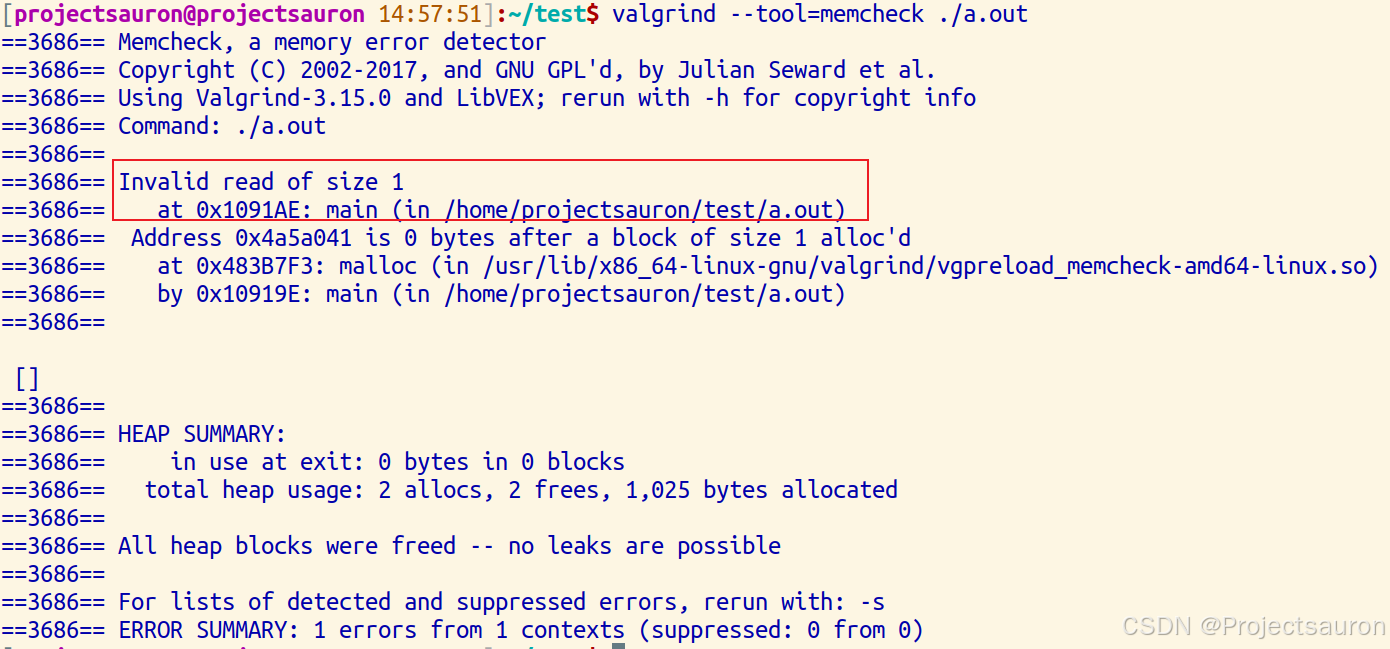 [projectsauron@projectsauron 14:57:51]:~/test$ valgrind --tool=memcheck ./a.out
==3686== Memcheck, a memory error detector
==3686== Copyright (C) 2002-2017, and GNU GPL'd, by Julian Seward et al.
==3686== Using Valgrind-3.15.0 and LibVEX; rerun with -h for copyright info
==3686== Command: ./a.out
==3686==
==3686== Invalid read of size 1
==3686==    at 0x1091AE: main (in /home/projectsauron/test/a.out)
==3686==  Address 0x4a5a041 is 0 bytes after a block of size 1 alloc'd
==3686==    at 0x483B7F3: malloc (in /usr/lib/x86_64-linux-gnu/valgrind/vgpreload_memcheck-amd64-linux.so)
==3686==    by 0x10919E: main (in /home/projectsauron/test/a.out)
==3686==
 []
==3686==
==3686== HEAP SUMMARY:
==3686==     in use at exit: 0 bytes in 0 blocks
==3686==   total heap usage: 2 allocs, 2 frees, 1,025 bytes allocated
==3686==
==3686== All heap blocks were freed -- no leaks are possible
==3686==
==3686== For lists of detected and suppressed errors, rerun with: -s
==3686== ERROR SUMMARY: 1 errors from 1 contexts (suppressed: 0 from 0)
CSDN @Projectsauron